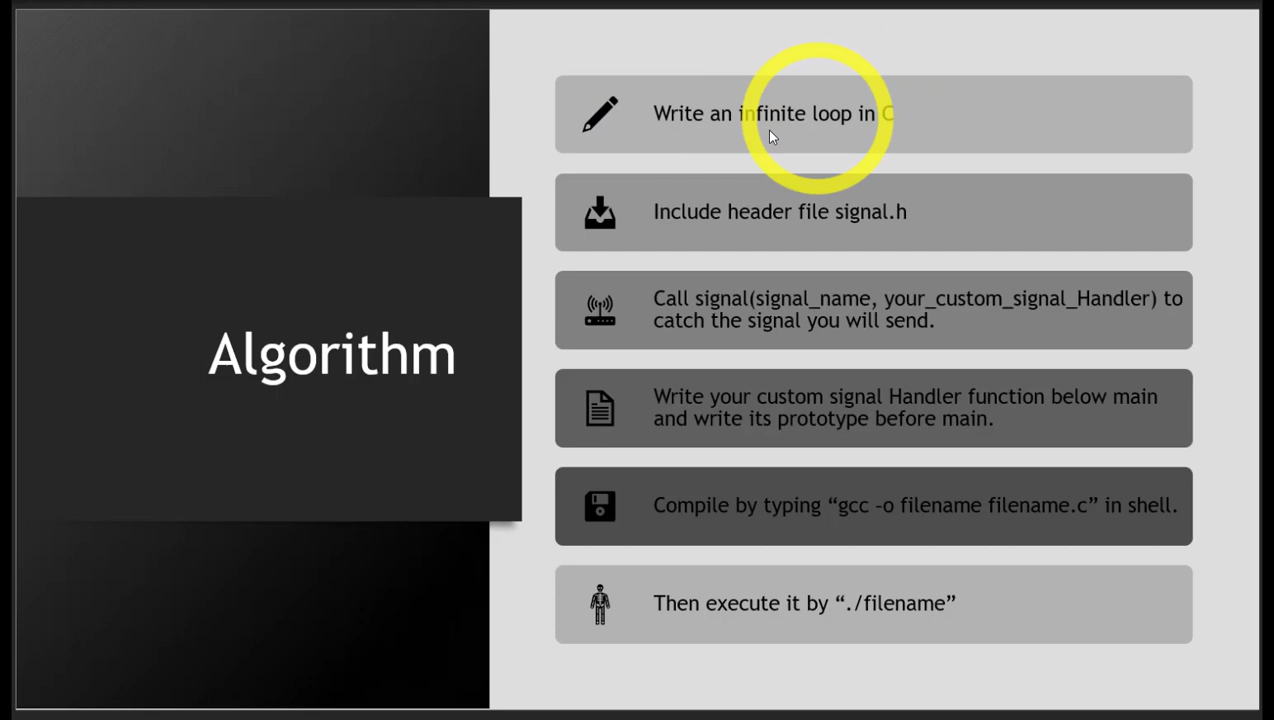 Algorithm
Write an infinite loop in C
Include header file signal.h
Call signal(signal_name, your_custom_signal_Handler) to
catch the signal you will send.
Write your custom signal Handler function below main
and write its prototype before main.
Compile by typing “gcc –o filename filename.c” in shell.
Then execute it by “./filename”